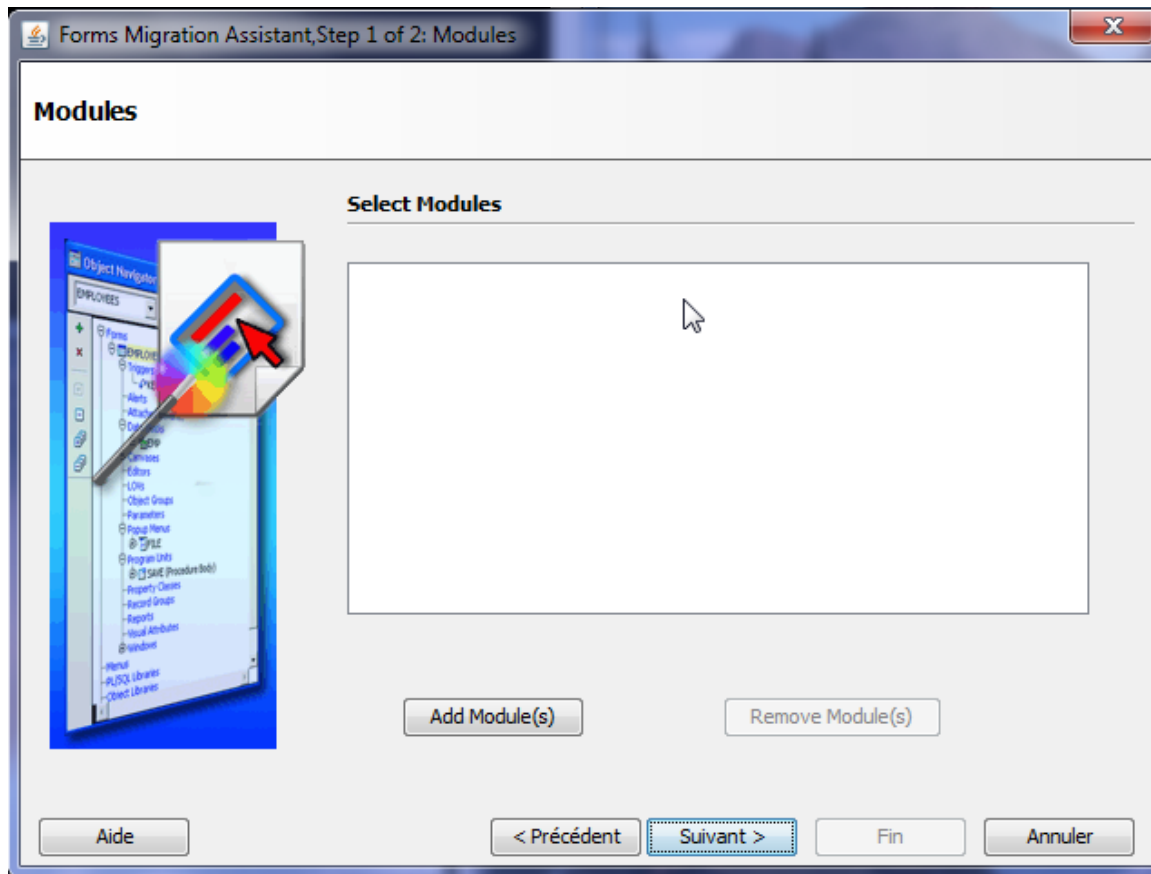 Forms Migration Assistant,Step 1 of 2: Modules
Modules
Select Modules
Object Navigator
EMPLOYEES
Forms
Triggers
Alerts
Canvases
Editors
LOVs
Object Groups
Parameters
Popup Menus
FILE
Program Units
SAVE (Procedure Body)
Property Classes
Record Groups
Reports
Visual Attributes
Windows
Menus
PL/SQL Libraries
Object Libraries
Add Module(s)
Remove Module(s)
Aide
< Précédent
Suivant >
Fin
Annuler